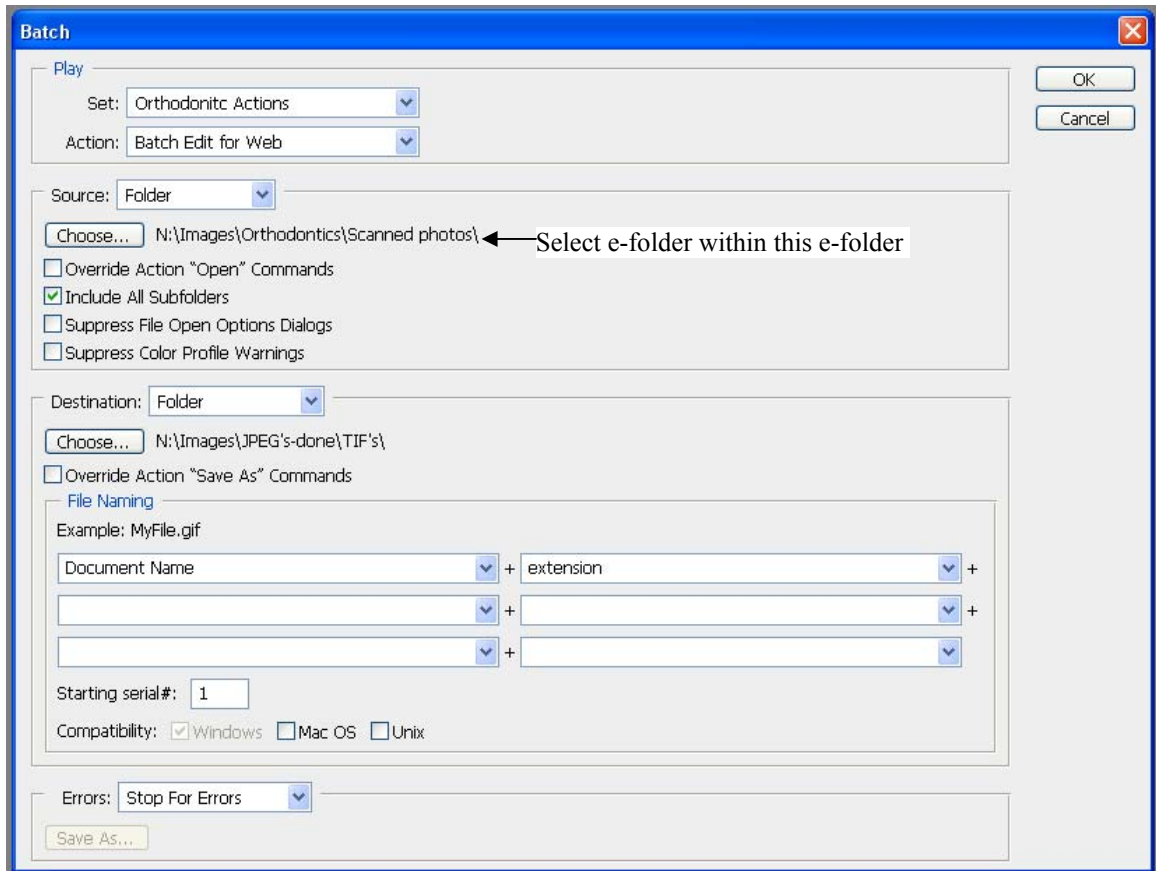 Batch
Play
OK
Set: Orthodonitc Actions
Cancel
Action: Batch Edit for Web
Source: Folder
Choose... N:\Images\Orthodontics\Scanned photos\ Select e-folder within this e-folder
Override Action “Open” Commands
Include All Subfolders
Suppress File Open Options Dialogs
Suppress Color Profile Warnings
Destination: Folder
Choose... N:\Images\JPEG's-done\TIF's\
Override Action “Save As” Commands
File Naming
Example: MyFile.gif
Document Name + extension +
+ +
+
Starting serial#: 1
Compatibility: Windows Mac OS Unix
Errors: Stop For Errors
Save As...